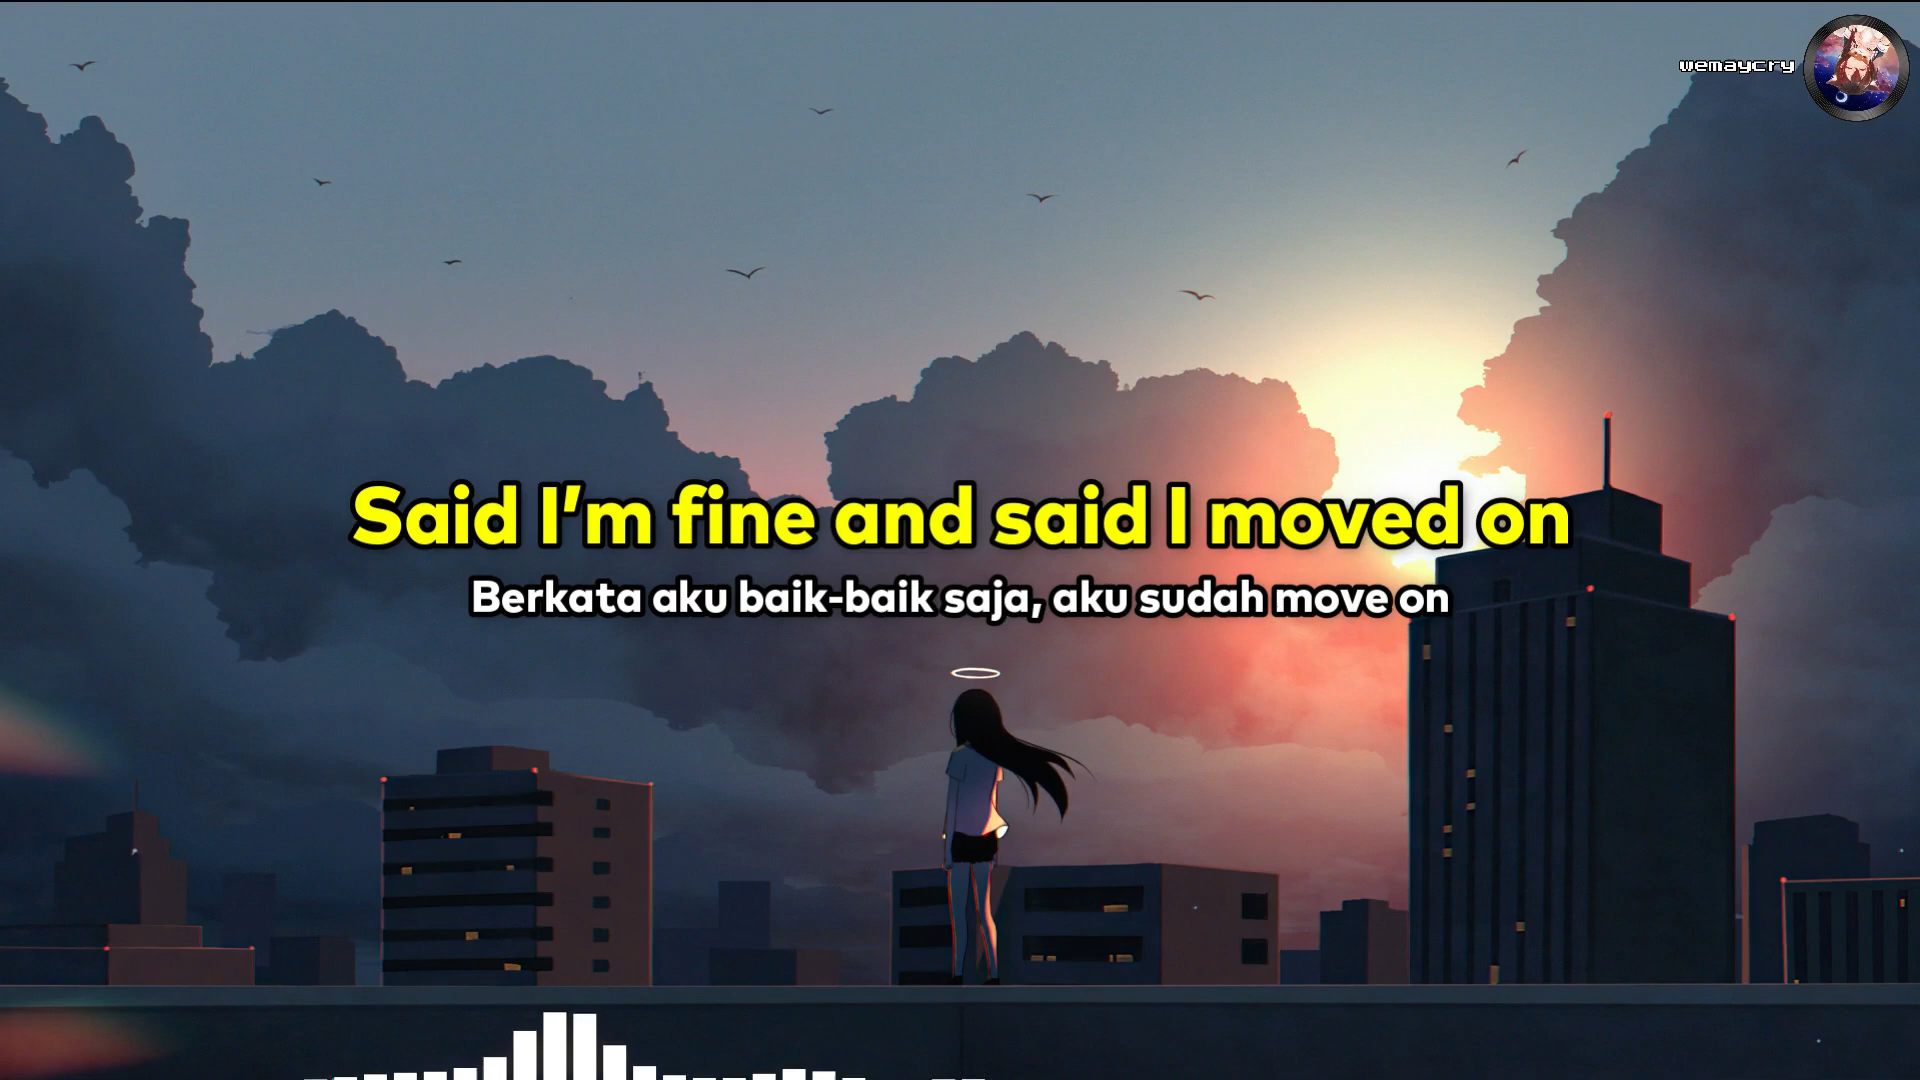 wemaycry
Said I'm fine and said I moved on
Berkata aku baik-baik saja, aku sudah move on